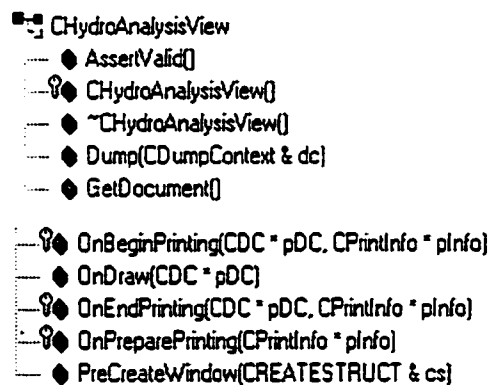 CHydroAnalysisView
AssertValid()
CHydroAnalysisView()
~CHydroAnalysisView()
Dump(CDumpContext & dc)
GetDocument()
OnBeginPrinting(CDC * pDC, CPrintInfo * pInfo)
OnDraw(CDC * pDC)
OnEndPrinting(CDC * pDC, CPrintInfo * pInfo)
OnPreparePrinting(CPrintInfo * pInfo)
PreCreateWindow(CREATESTRUCT & cs)